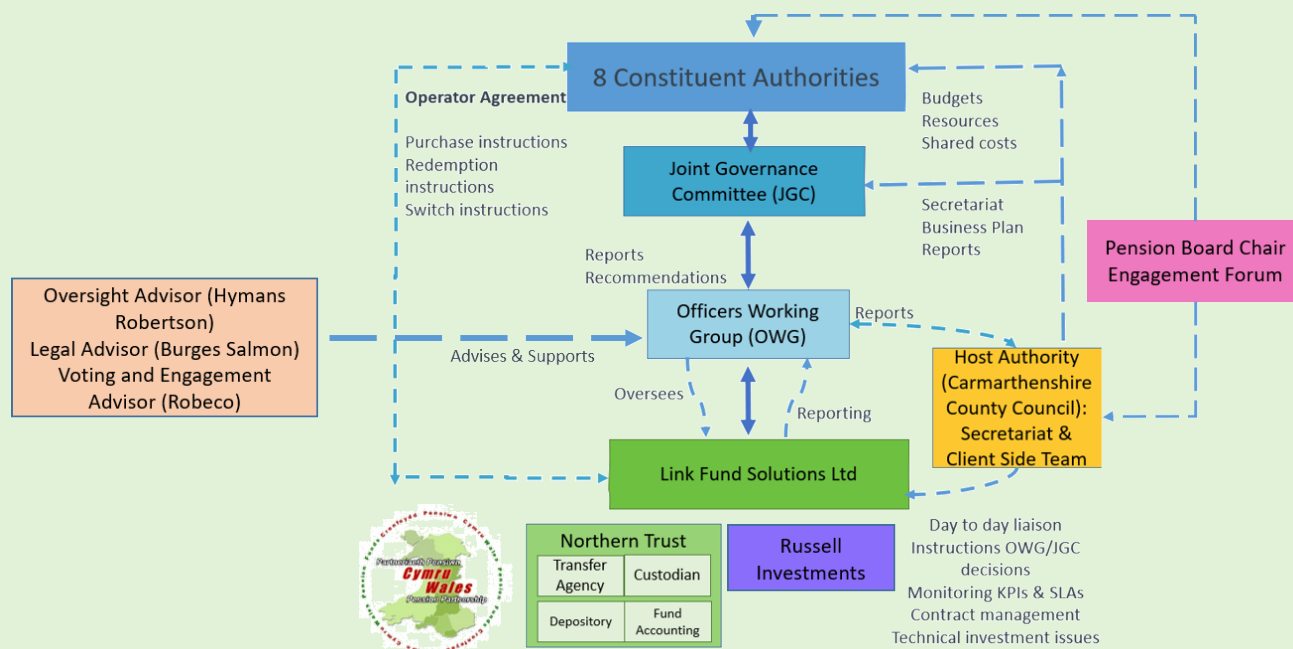 8 Constituent Authorities
Operator Agreement
Purchase instructions
Redemption
instructions
Switch instructions
Budgets
Resources
Shared costs
Joint Governance
Committee (JGC)
Secretariat
Business Plan
Reports
Pension Board Chair
Engagement Forum
Reports
Recommendations
Oversight Advisor (Hymans
Robertson)
Legal Advisor (Burges Salmon)
Voting and Engagement
Advisor (Robeco)
Advises & Supports
Officers Working
Group (OWG)
Reports
Host Authority
(Carmarthenshire
County Council):
Secretariat &
Client Side Team
Oversees
Reporting
Link Fund Solutions Ltd
Partneriaeth Pensiwn
Cymru
Wales
Pension Partnership
Northern Trust
Transfer
Agency
Custodian
Depository
Fund
Accounting
Russell
Investments
Day to day liaison
Instructions OWG/JGC
decisions
Monitoring KPIs & SLAs
Contract management
Technical investment issues